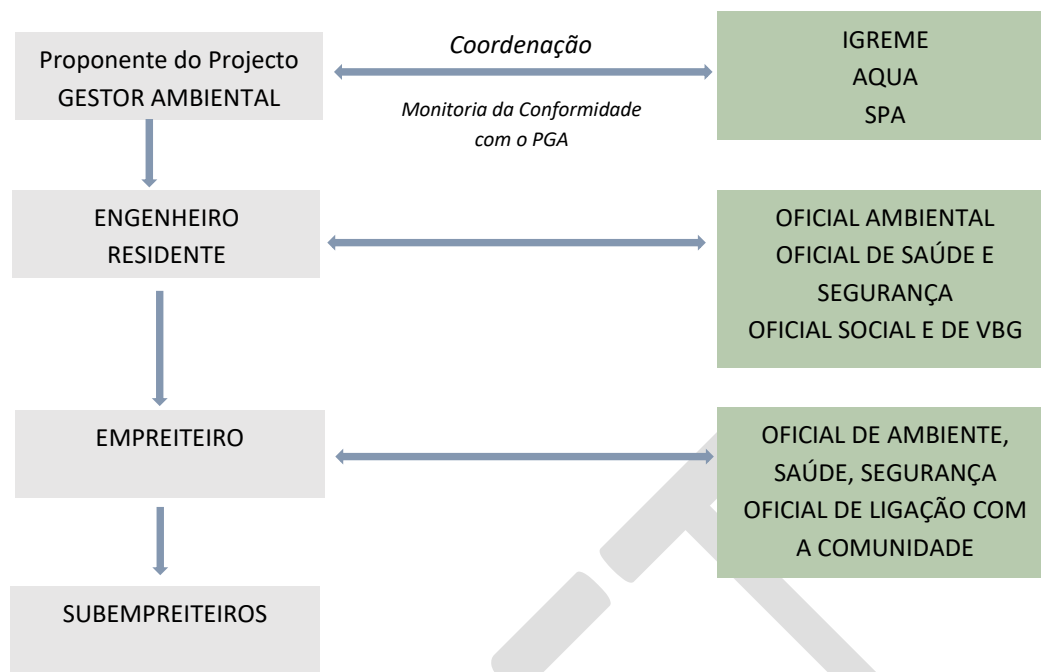 Proponente do Projecto
GESTOR AMBIENTAL
Coordenação
Monitoria da Conformidade
com o PGA
IGREME
AQUA
SPA
ENGENHEIRO
RESIDENTE
OFICIAL AMBIENTAL
OFICIAL DE SAÚDE E
SEGURANÇA
OFICIAL SOCIAL E DE VBG
EMPREITEIRO
OFICIAL DE AMBIENTE,
SAÚDE, SEGURANÇA
OFICIAL DE LIGAÇÃO COM
A COMUNIDADE
SUBEMPREITEIROS